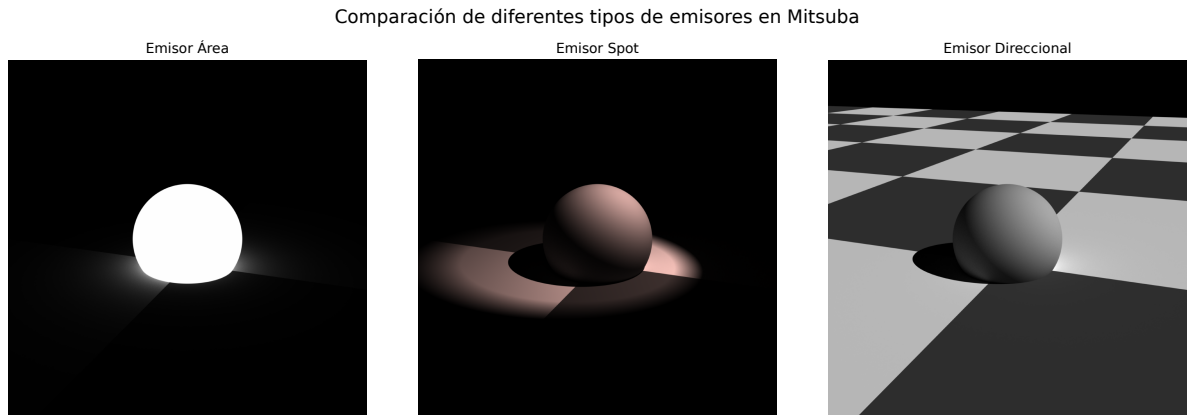 Comparación de diferentes tipos de emisores en Mitsuba
Emisor Área
Emisor Spot
Emisor Direccional